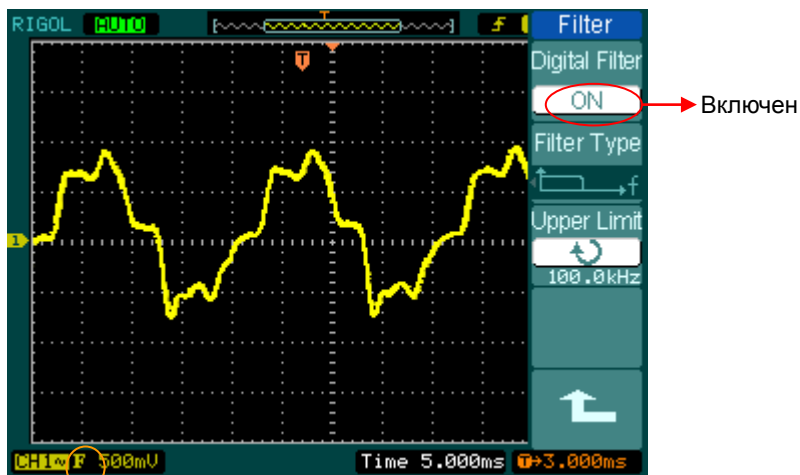 RIGOL AUTO T f Filter
Digital Filter
T
ON
Включен
Filter Type
f
1
Upper Limit
100.0kHz
CH1~ F 500mV Time 5.000ms T→3.000ms